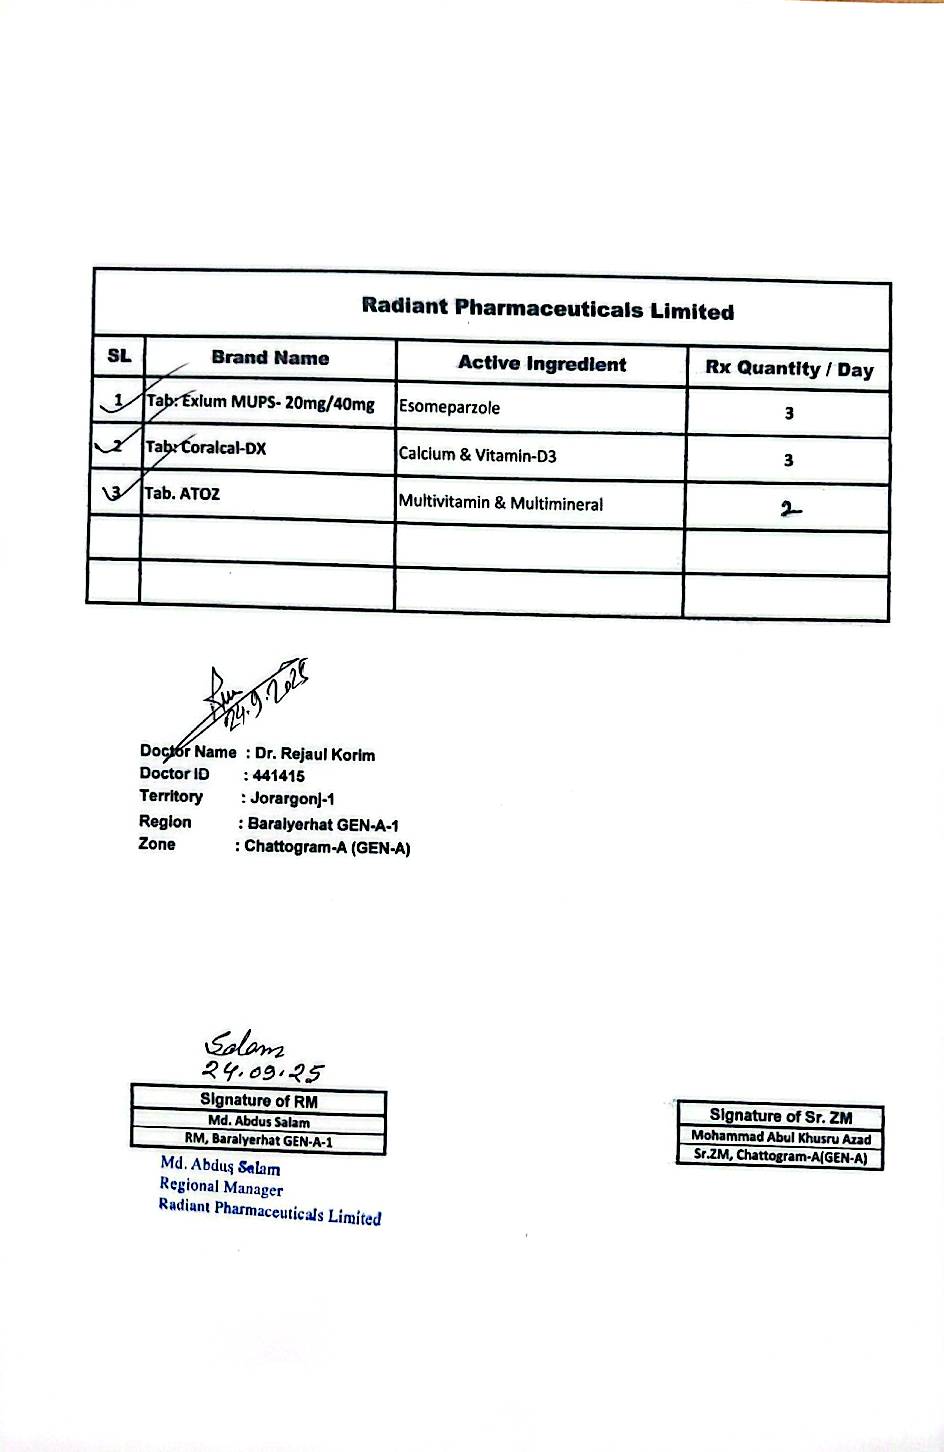 Radiant Pharmaceuticals Limited
SL Brand Name Active Ingredient Rx Quantity / Day
1 Tab: Exium MUPS- 20mg/40mg Esomeparzole 3
2 Tab: Coralcal-DX Calcium & Vitamin-D3 3
3 Tab. ATOZ Multivitamin & Multimineral 2
24.9.2025
Doctor Name : Dr. Rejaul Korim
Doctor ID : 441415
Territory : Jorargonj-1
Region : Baraiyerhat GEN-A-1
Zone : Chattogram-A (GEN-A)
Salam
24.09.25
Signature of RM
Md. Abdus Salam
RM, Baraiyerhat GEN-A-1
Md. Abdus Salam
Regional Manager
Radiant Pharmaceuticals Limited
Signature of Sr. ZM
Mohammad Abul Khusru Azad
Sr.ZM, Chattogram-A(GEN-A)